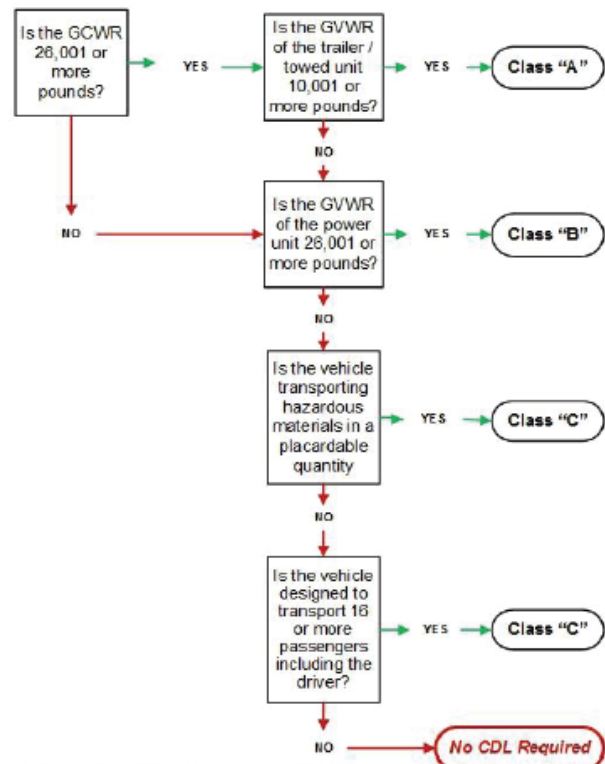 Is the GCWR
26,001 or
more
pounds?
YES
Is the GVWR
of the trailer /
towed unit
10,001 or
more pounds?
YES
Class “A”
NO
NO
Is the GVWR
of the power
unit 26,001 or
more pounds?
YES
Class “B”
NO
Is the vehicle
transporting
hazardous
materials in a
placardable
quantity
YES
Class “C”
NO
Is the vehicle
designed to
transport 16
or more
passengers
including the
driver?
YES
Class “C”
NO
No CDL Required